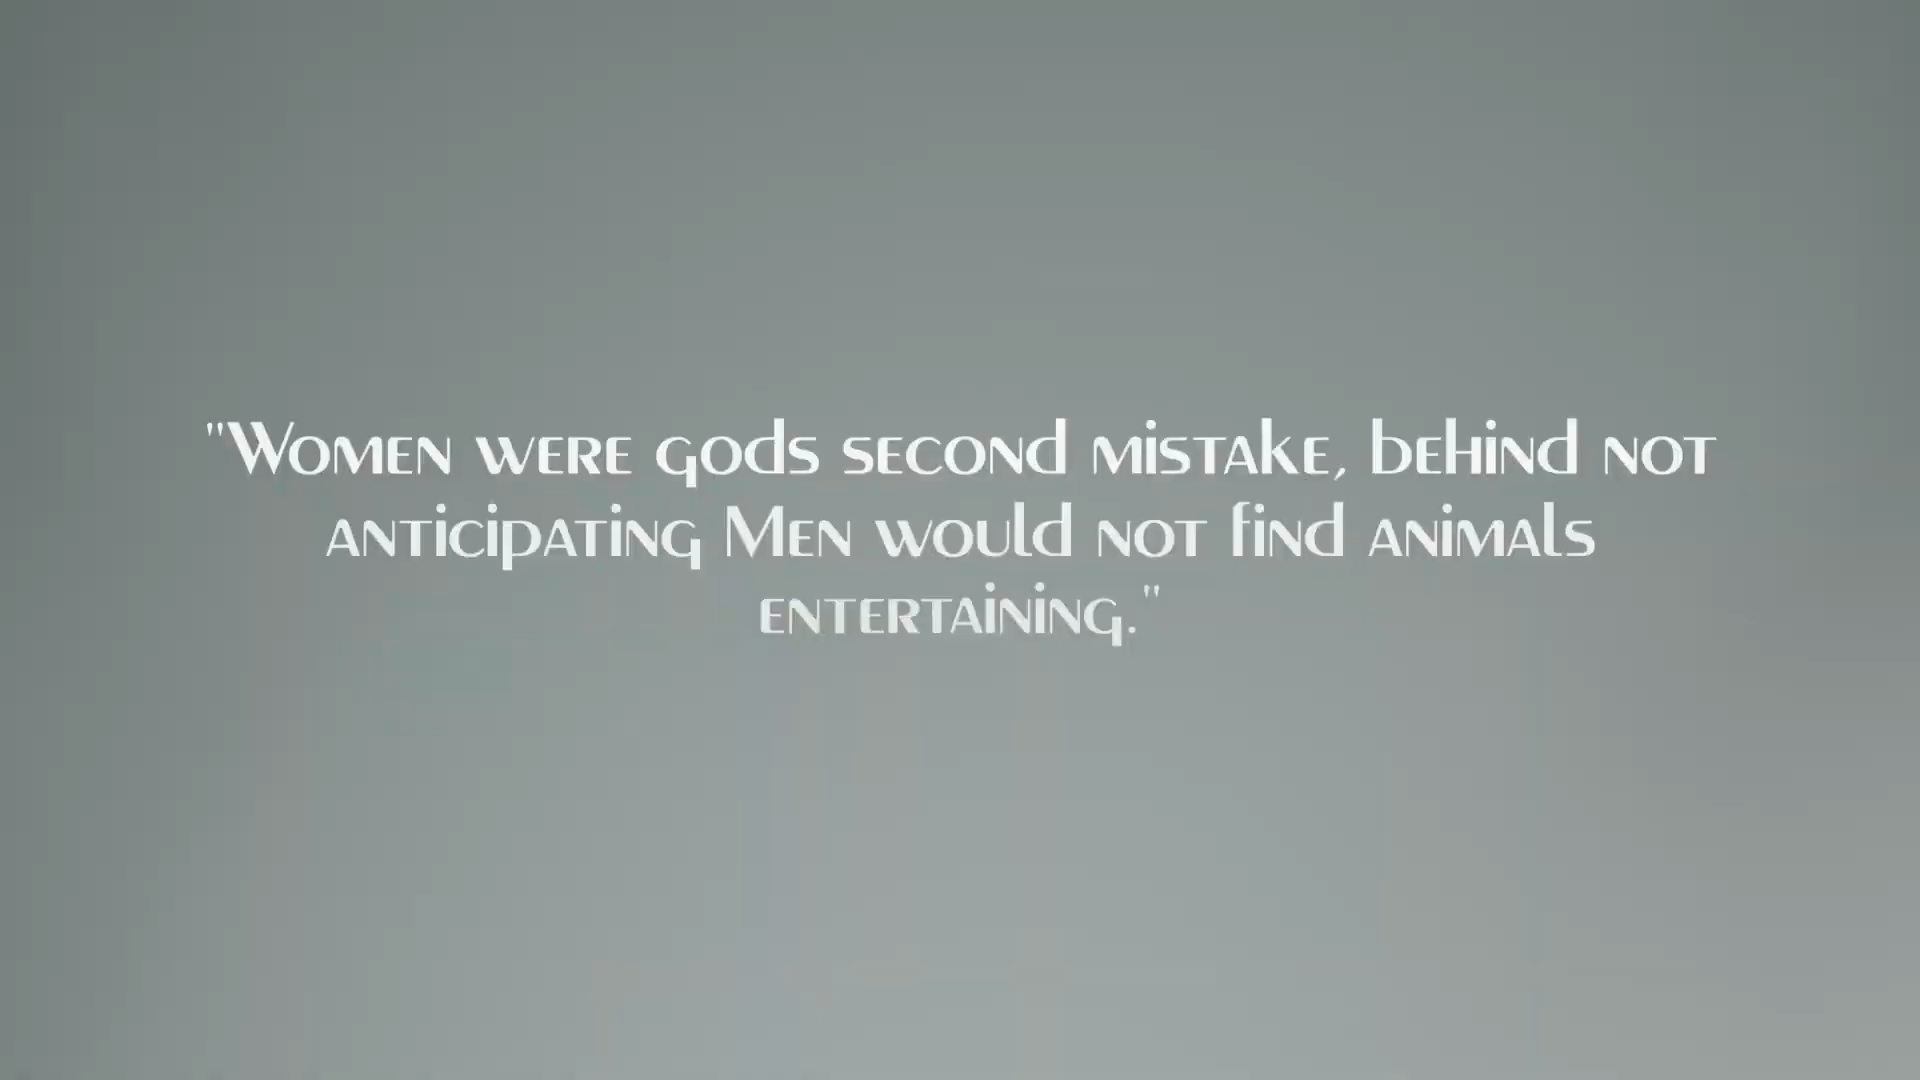 "Women were gods second mistake, behind not
anticipating Men would not find animals
entertaining."